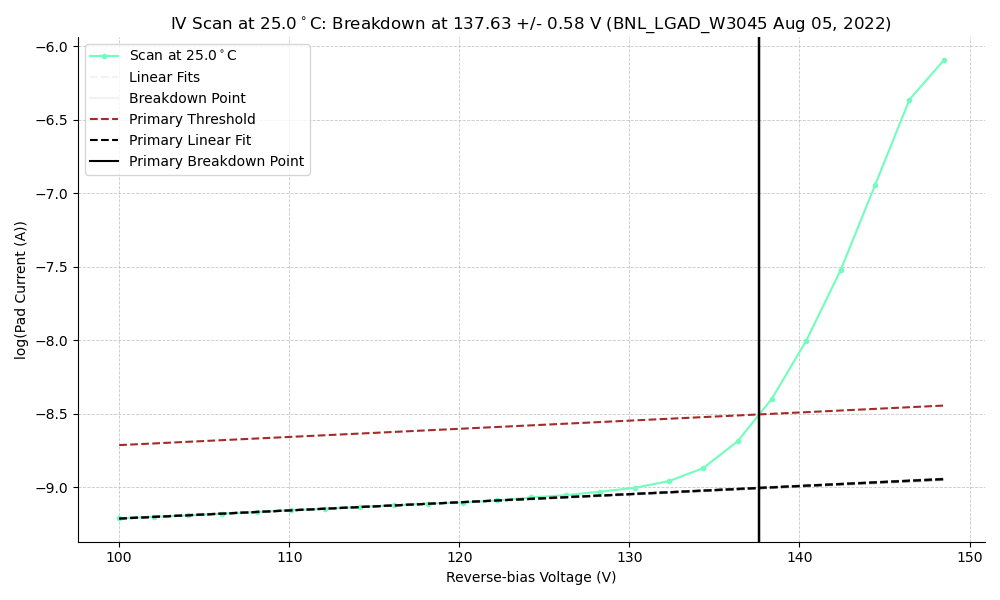 IV Scan at 25.0°C: Breakdown at 137.63 +/- 0.58 V (BNL_LGAD_W3045 Aug 05, 2022)
Scan at 25.0°C
Linear Fits
Breakdown Point
Primary Threshold
Primary Linear Fit
Primary Breakdown Point
log(Pad Current (A))
−6.0
−6.5
−7.0
−7.5
−8.0
−8.5
−9.0
100
110
120
130
140
150
Reverse-bias Voltage (V)